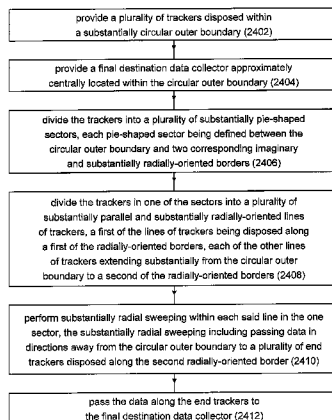 provide a plurality of trackers disposed within
a substantially circular outer boundary (2402)
provide a final destination data collector approximately
centrally located within the circular outer boundary (2404)
divide the trackers into a plurality of substantially pie-shaped
sectors, each pie-shaped sector being defined between the
circular outer boundary and two corresponding imaginary
and substantially radially-oriented borders (2406)
divide the trackers in one of the sectors into a plurality of
substantially parallel and substantially radially-oriented lines
of trackers, a first of the lines of trackers being disposed along
a first of the radially-oriented borders, each of the other lines
of trackers extending substantially from the circular outer
boundary to a second of the radially-oriented borders (2408)
perform substantially radial sweeping within each said line in the one
sector, the substantially radial sweeping including passing data in
directions away from the circular outer boundary to a plurality of end
trackers disposed along the second radially-oriented border (2410)
pass the data along the end trackers to
the final destination data collector (2412)